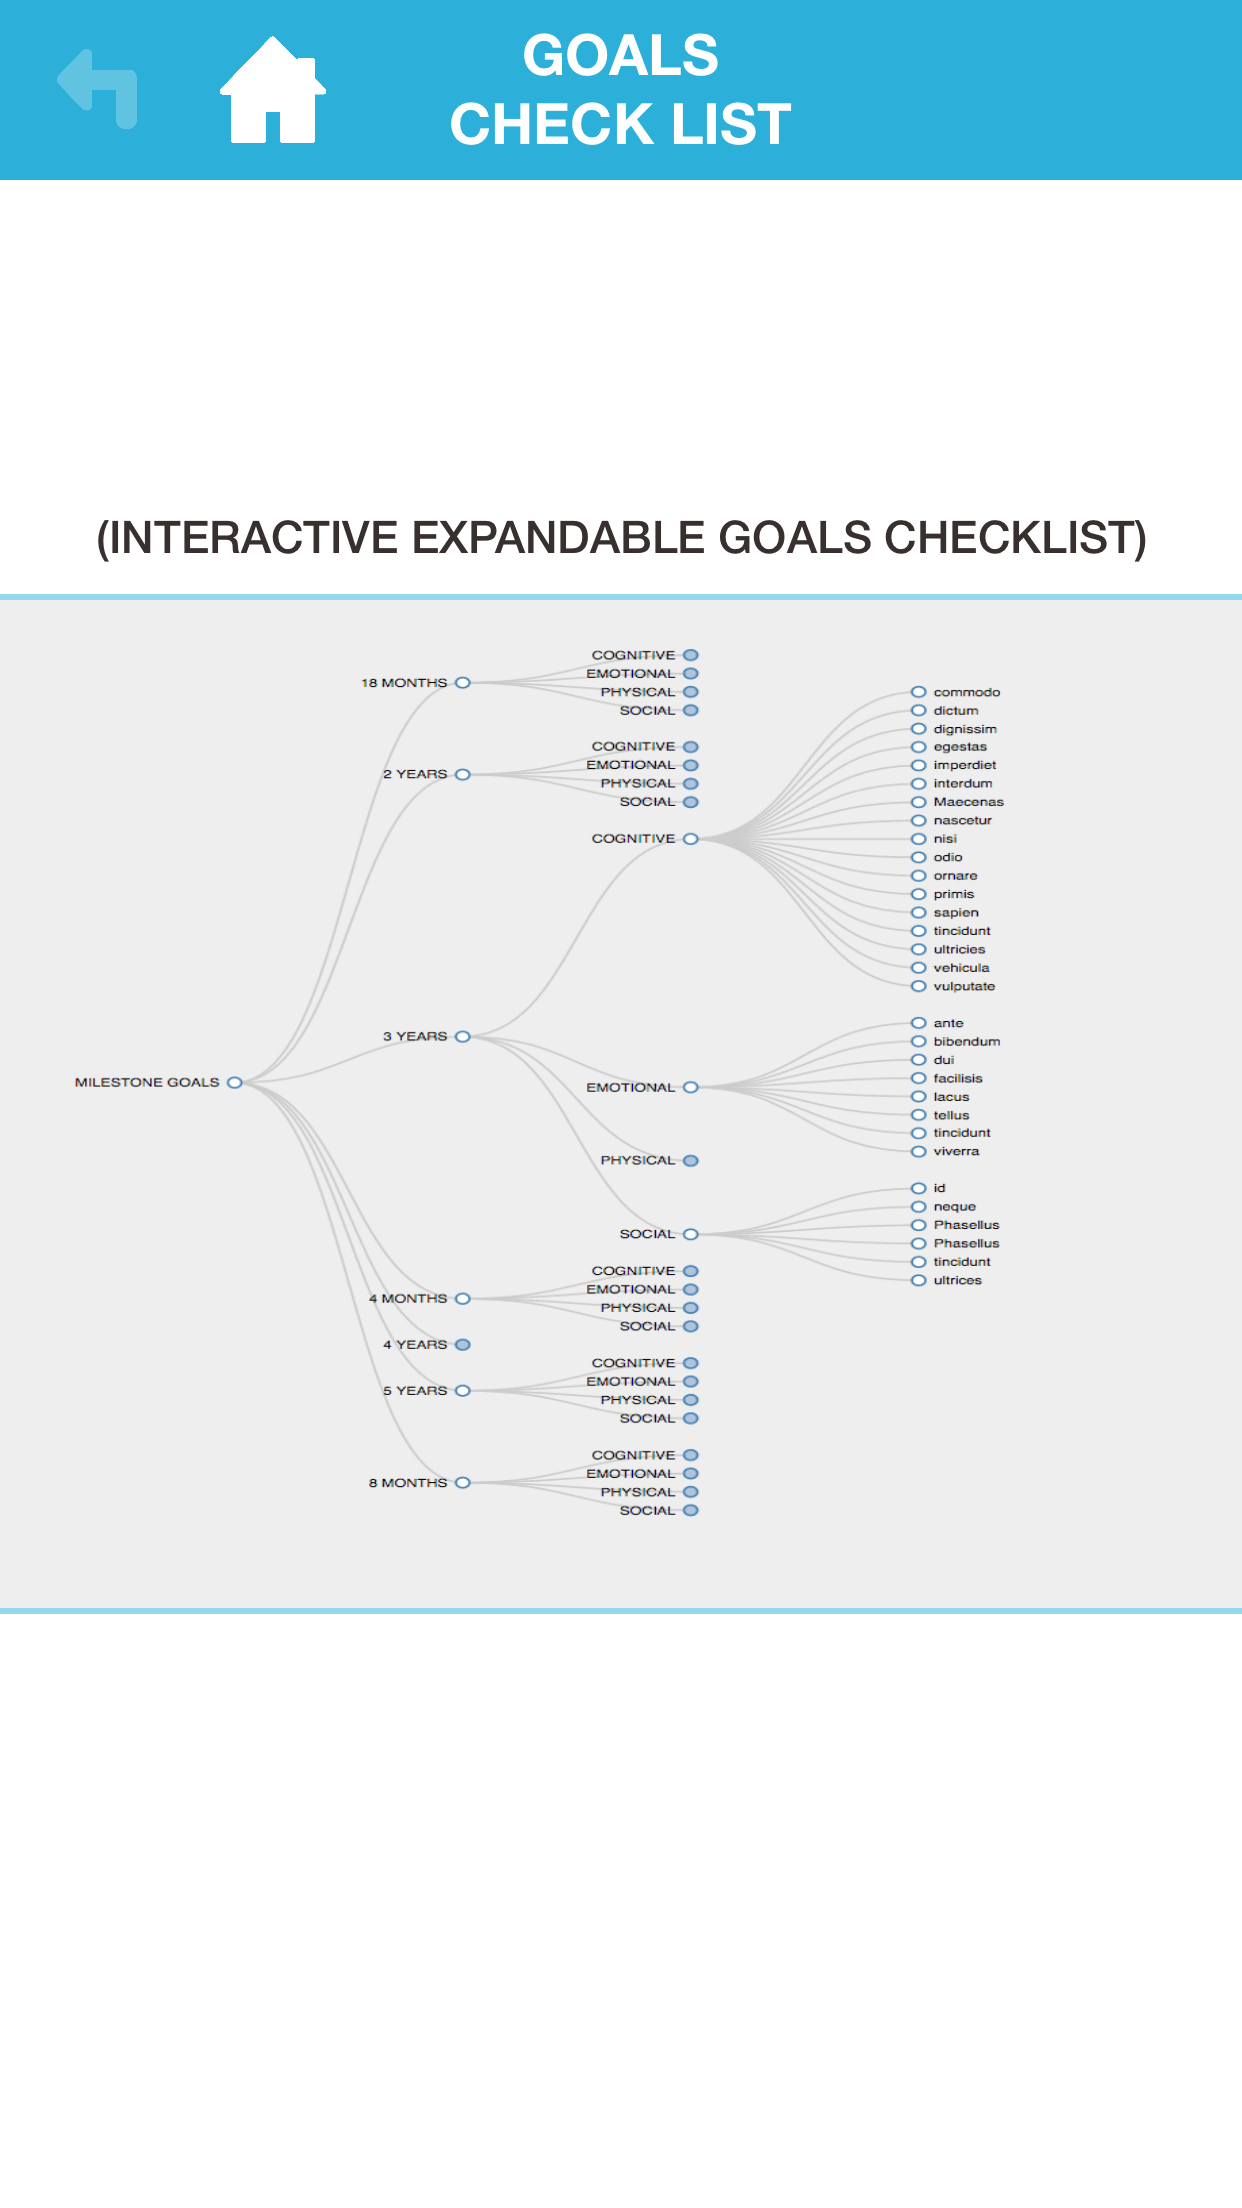 GOALS
CHECK LIST
(INTERACTIVE EXPANDABLE GOALS CHECKLIST)
MILESTONE GOALS
18 MONTHS
COGNITIVE
EMOTIONAL
PHYSICAL
SOCIAL
2 YEARS
COGNITIVE
EMOTIONAL
PHYSICAL
SOCIAL
3 YEARS
COGNITIVE
commodo
dictum
dignissim
egestas
imperdiet
interdum
Maecenas
nascetur
nisi
odio
ornare
primis
sapien
tincidunt
ultricies
vehicula
vulputate
EMOTIONAL
ante
bibendum
dui
facilisis
lacus
tellus
tincidunt
viverra
PHYSICAL
SOCIAL
id
neque
Phasellus
Phasellus
tincidunt
ultrices
4 MONTHS
COGNITIVE
EMOTIONAL
PHYSICAL
SOCIAL
4 YEARS
5 YEARS
COGNITIVE
EMOTIONAL
PHYSICAL
SOCIAL
8 MONTHS
COGNITIVE
EMOTIONAL
PHYSICAL
SOCIAL